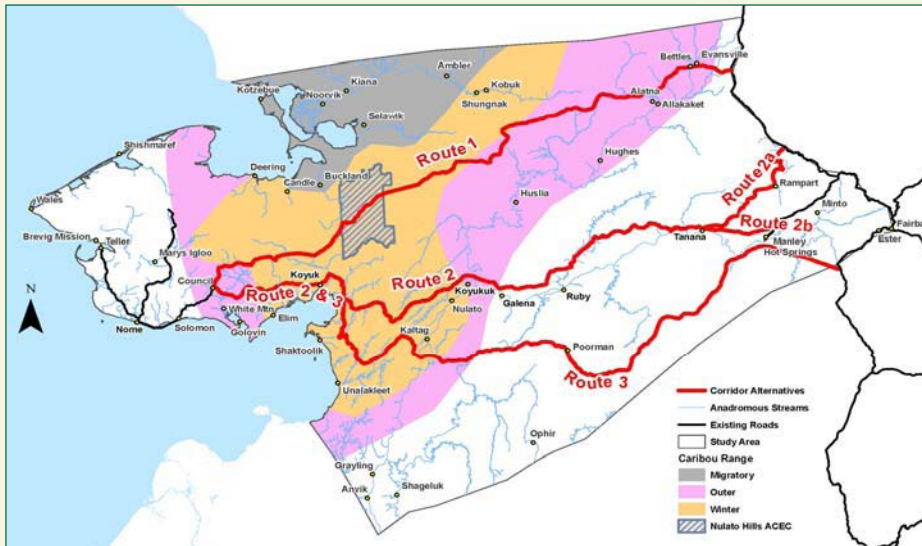 Bettles
Evansville
Ambler
Kobuk
Kiana
Shungnak
Kotzebue
Noorvik
Alatna
Allakaket
Selawik
Route 1
Shishmaref
Hughes
Route2a
Deering
Buckland
Rampart
Candle
Huslia
Minto
Wales
Route 2b
Fairba
Tanana
Ester
Brevig Mission
Teller
Manley
Hot Springs
Marys Igloo
Koyuk
Route 2
Council
Route 2 & 3
Koyukuk
Galena
Ruby
N
White Mtn
Nulato
Nome
Solomon
Golovin
Elim
Kaltag
Shaktoolik
Poorman
Route 3
Unalakleet
Corridor Alternatives
Anadromous Streams
Existing Roads
Study Area
Ophir
Caribou Range
Grayling
Migratory
Outer
Anvik
Shageluk
Winter
Nulato Hills ACEC